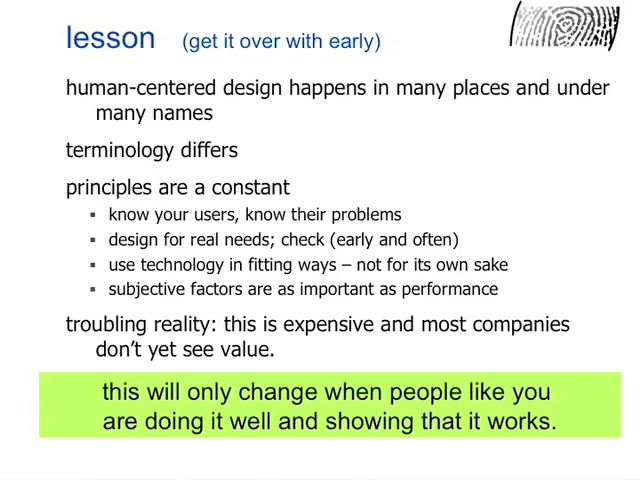 lesson (get it over with early)
human-centered design happens in many places and under
many names
terminology differs
principles are a constant
▪ know your users, know their problems
▪ design for real needs; check (early and often)
▪ use technology in fitting ways – not for its own sake
▪ subjective factors are as important as performance
troubling reality: this is expensive and most companies
don't yet see value.
this will only change when people like you
are doing it well and showing that it works.